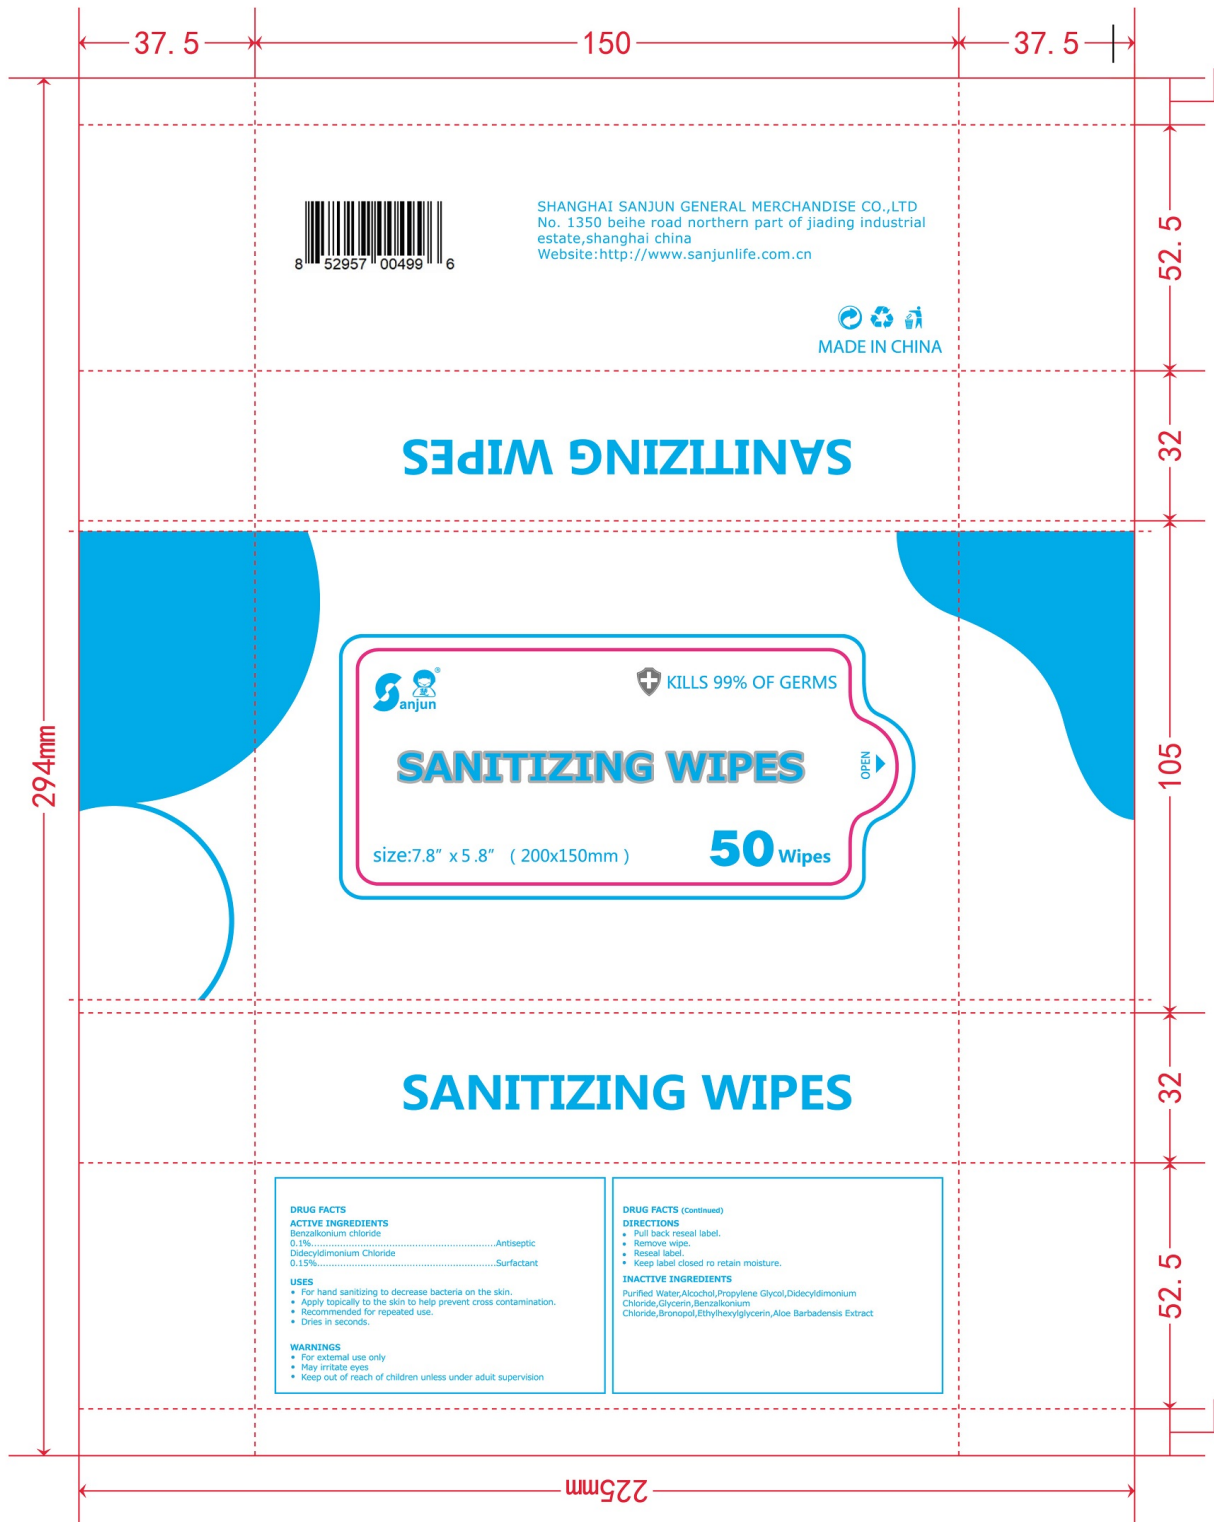 37. 5
150
37. 5
SHANGHAI SANJUN GENERAL MERCHANDISE CO.,LTD
No. 1350 beihe road northern part of jiading industrial
estate,shanghai china
Website:http://www.sanjunlife.com.cn
8 52957 00499 6
MADE IN CHINA
52. 5
SANITIZING WIPES
32
Sanjun®
KILLS 99% OF GERMS
SANITIZING WIPES
OPEN
size:7.8” x 5 .8” ( 200x150mm )
50 Wipes
294mm
105
SANITIZING WIPES
32
DRUG FACTS
ACTIVE INGREDIENTS
Benzalkonium chloride
0.1%................................................................Antiseptic
Didecyldimonium Chloride
0.15%..............................................................Surfactant
USES
• For hand sanitizing to decrease bacteria on the skin.
• Apply topically to the skin to help prevent cross contamination.
• Recommended for repeated use.
• Dries in seconds.
WARNINGS
• For extemal use only
• May irritate eyes
• Keep out of reach of children unless under aduit supervision
DRUG FACTS (Continued)
DIRECTIONS
• Pull back reseal label.
• Remove wipe.
• Reseal label.
• Keep label closed ro retain moisture.
INACTIVE INGREDIENTS
Purified Water,Alcochol,Propylene Glycol,Didecyldimonium
Chloride,Glycerin,Benzalkonium
Chloride,Bronopol,Ethylhexylglycerin,Aloe Barbadensis Extract
52. 5
225mm